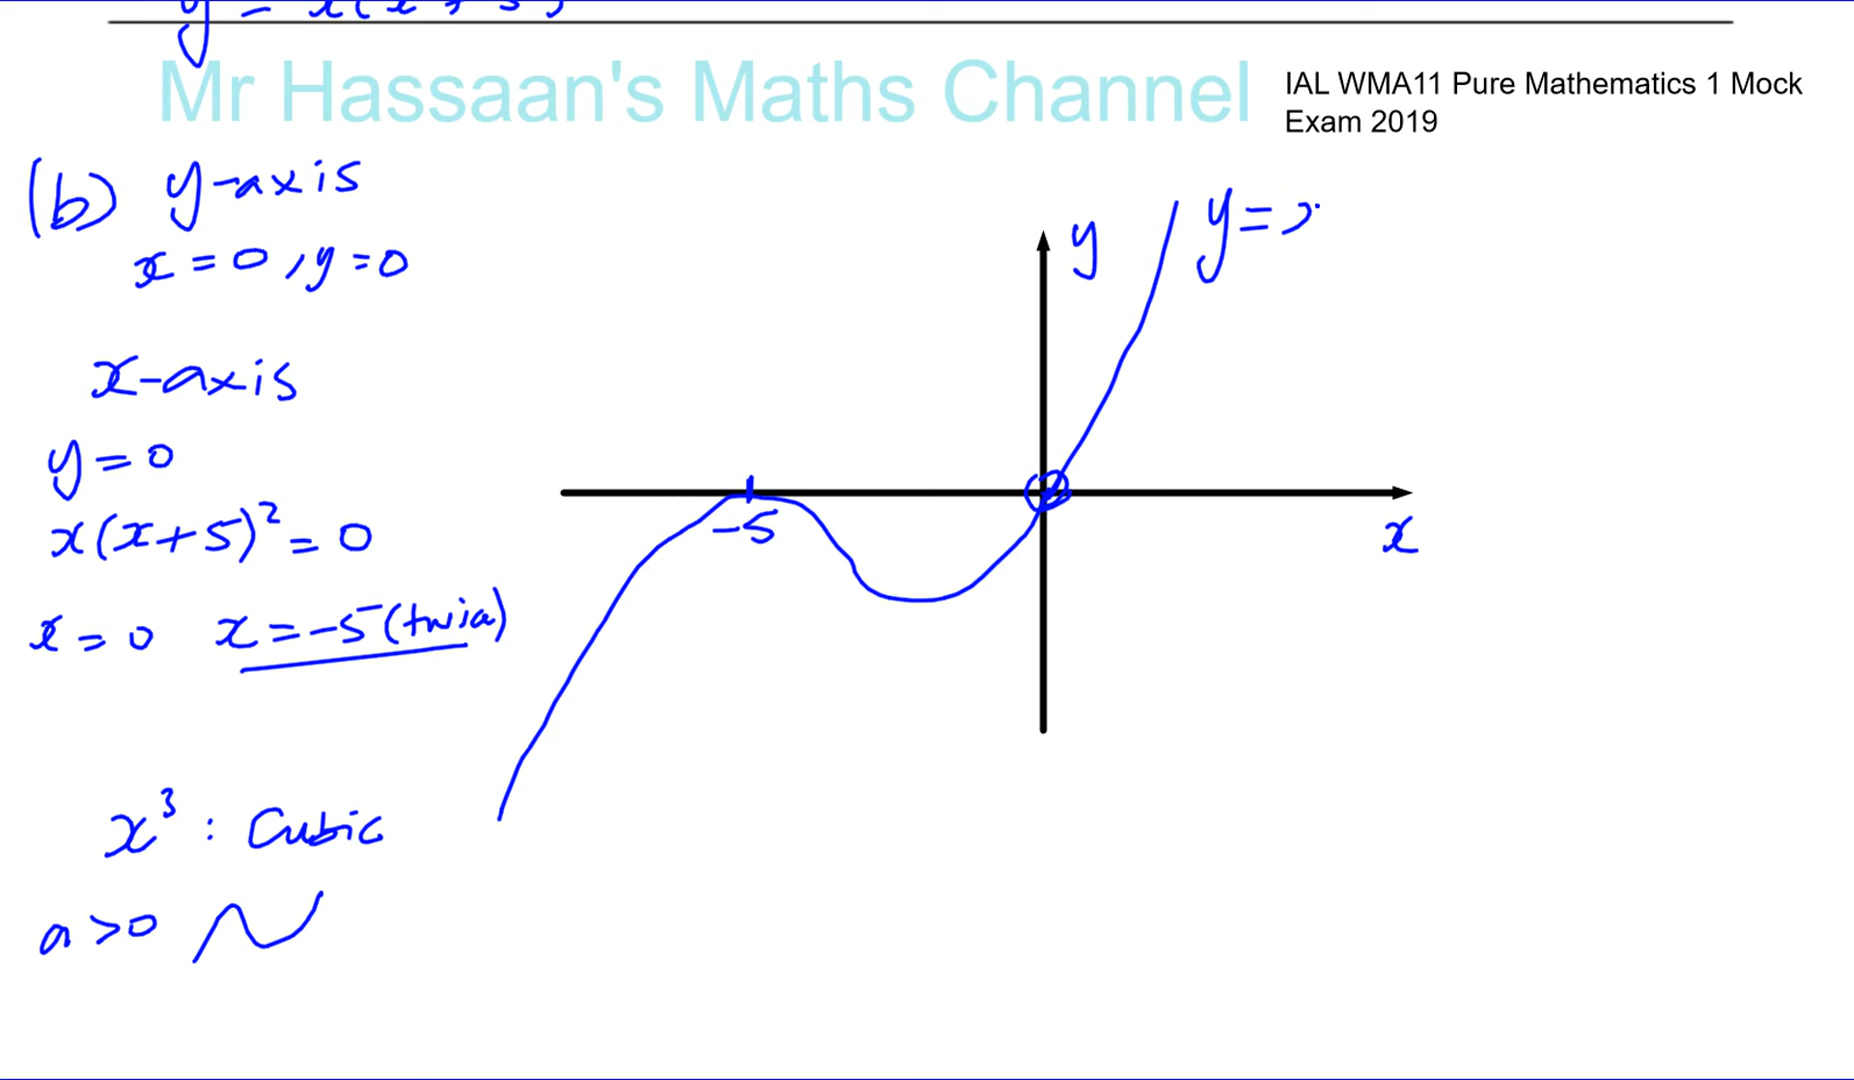 Mr Hassaan's Maths Channel
IAL WMA11 Pure Mathematics 1 Mock
Exam 2019
(b) y-axis
x = 0, y = 0
x-axis
y = 0
x(x+5)² = 0
x = 0 x = -5 (twice)
x³ : Cubic
a > 0
y
y =
-5
x